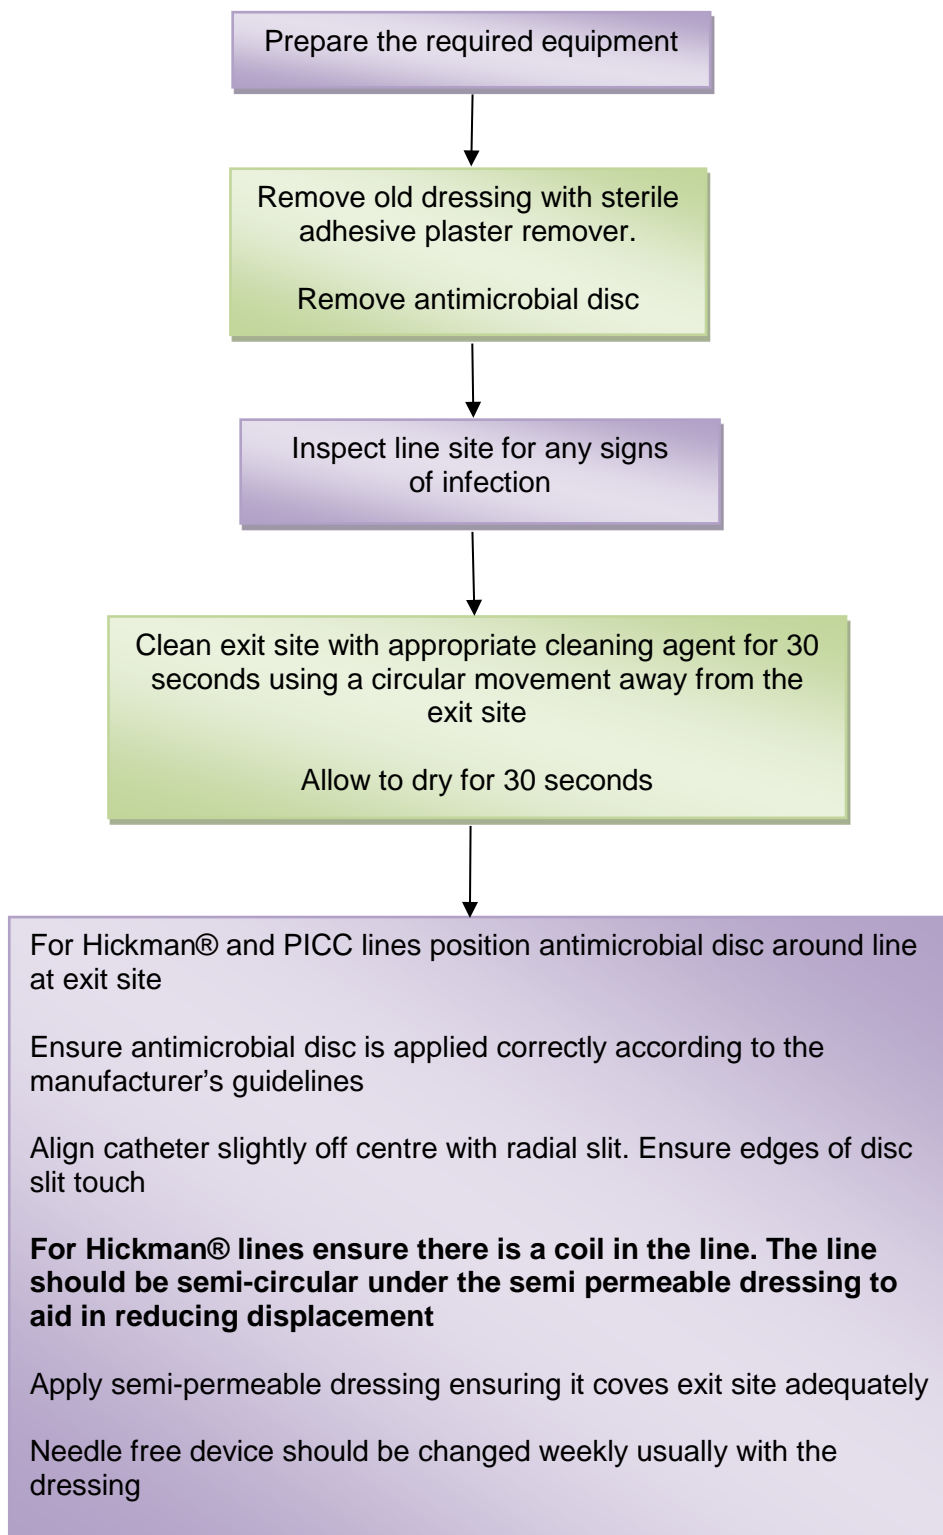 Prepare the required equipment
Remove old dressing with sterile
adhesive plaster remover.
Remove antimicrobial disc
Inspect line site for any signs
of infection
Clean exit site with appropriate cleaning agent for 30
seconds using a circular movement away from the
exit site
Allow to dry for 30 seconds
For Hickman® and PICC lines position antimicrobial disc around line
at exit site
Ensure antimicrobial disc is applied correctly according to the
manufacturer’s guidelines
Align catheter slightly off centre with radial slit. Ensure edges of disc
slit touch
For Hickman® lines ensure there is a coil in the line. The line
should be semi-circular under the semi permeable dressing to
aid in reducing displacement
Apply semi-permeable dressing ensuring it coves exit site adequately
Needle free device should be changed weekly usually with the
dressing